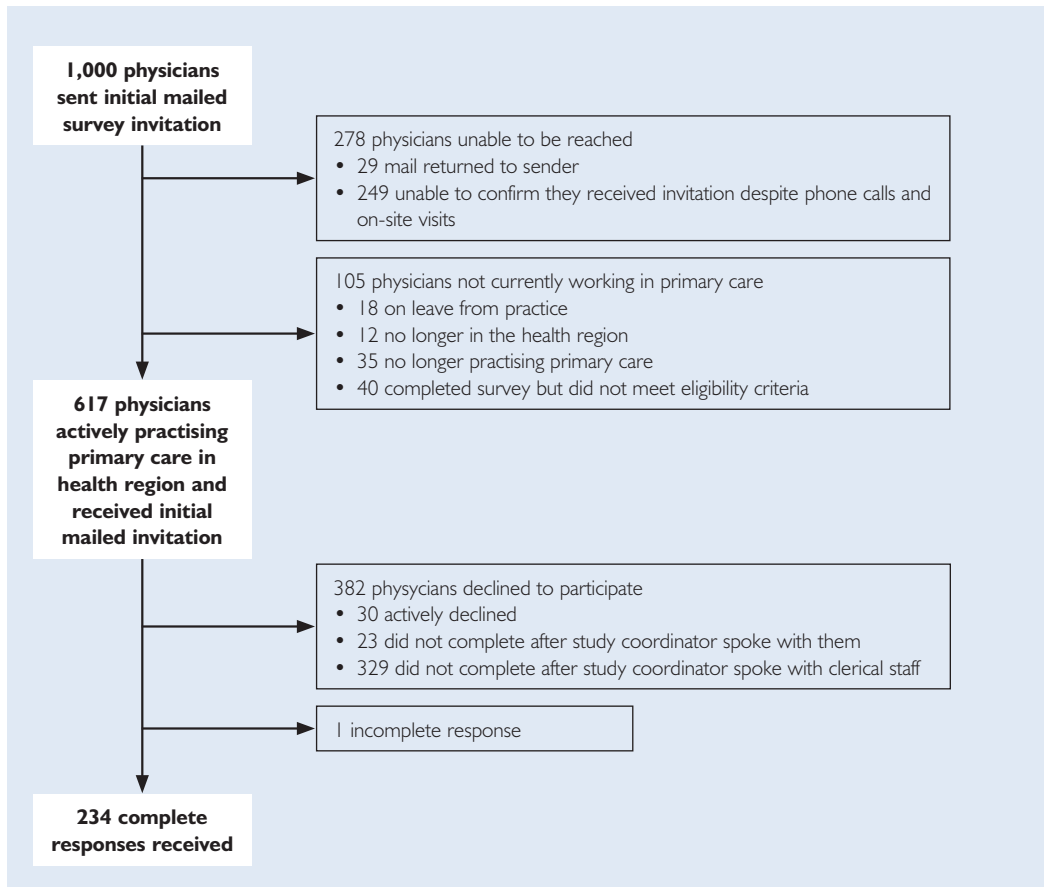 1,000 physicians
sent initial mailed
survey invitation
278 physicians unable to be reached
• 29 mail returned to sender
• 249 unable to confirm they received invitation despite phone calls and
on-site visits
105 physicians not currently working in primary care
• 18 on leave from practice
• 12 no longer in the health region
• 35 no longer practising primary care
• 40 completed survey but did not meet eligibility criteria
617 physicians
actively practising
primary care in
health region and
received initial
mailed invitation
382 physycians declined to participate
• 30 actively declined
• 23 did not complete after study coordinator spoke with them
• 329 did not complete after study coordinator spoke with clerical staff
1 incomplete response
234 complete
responses received